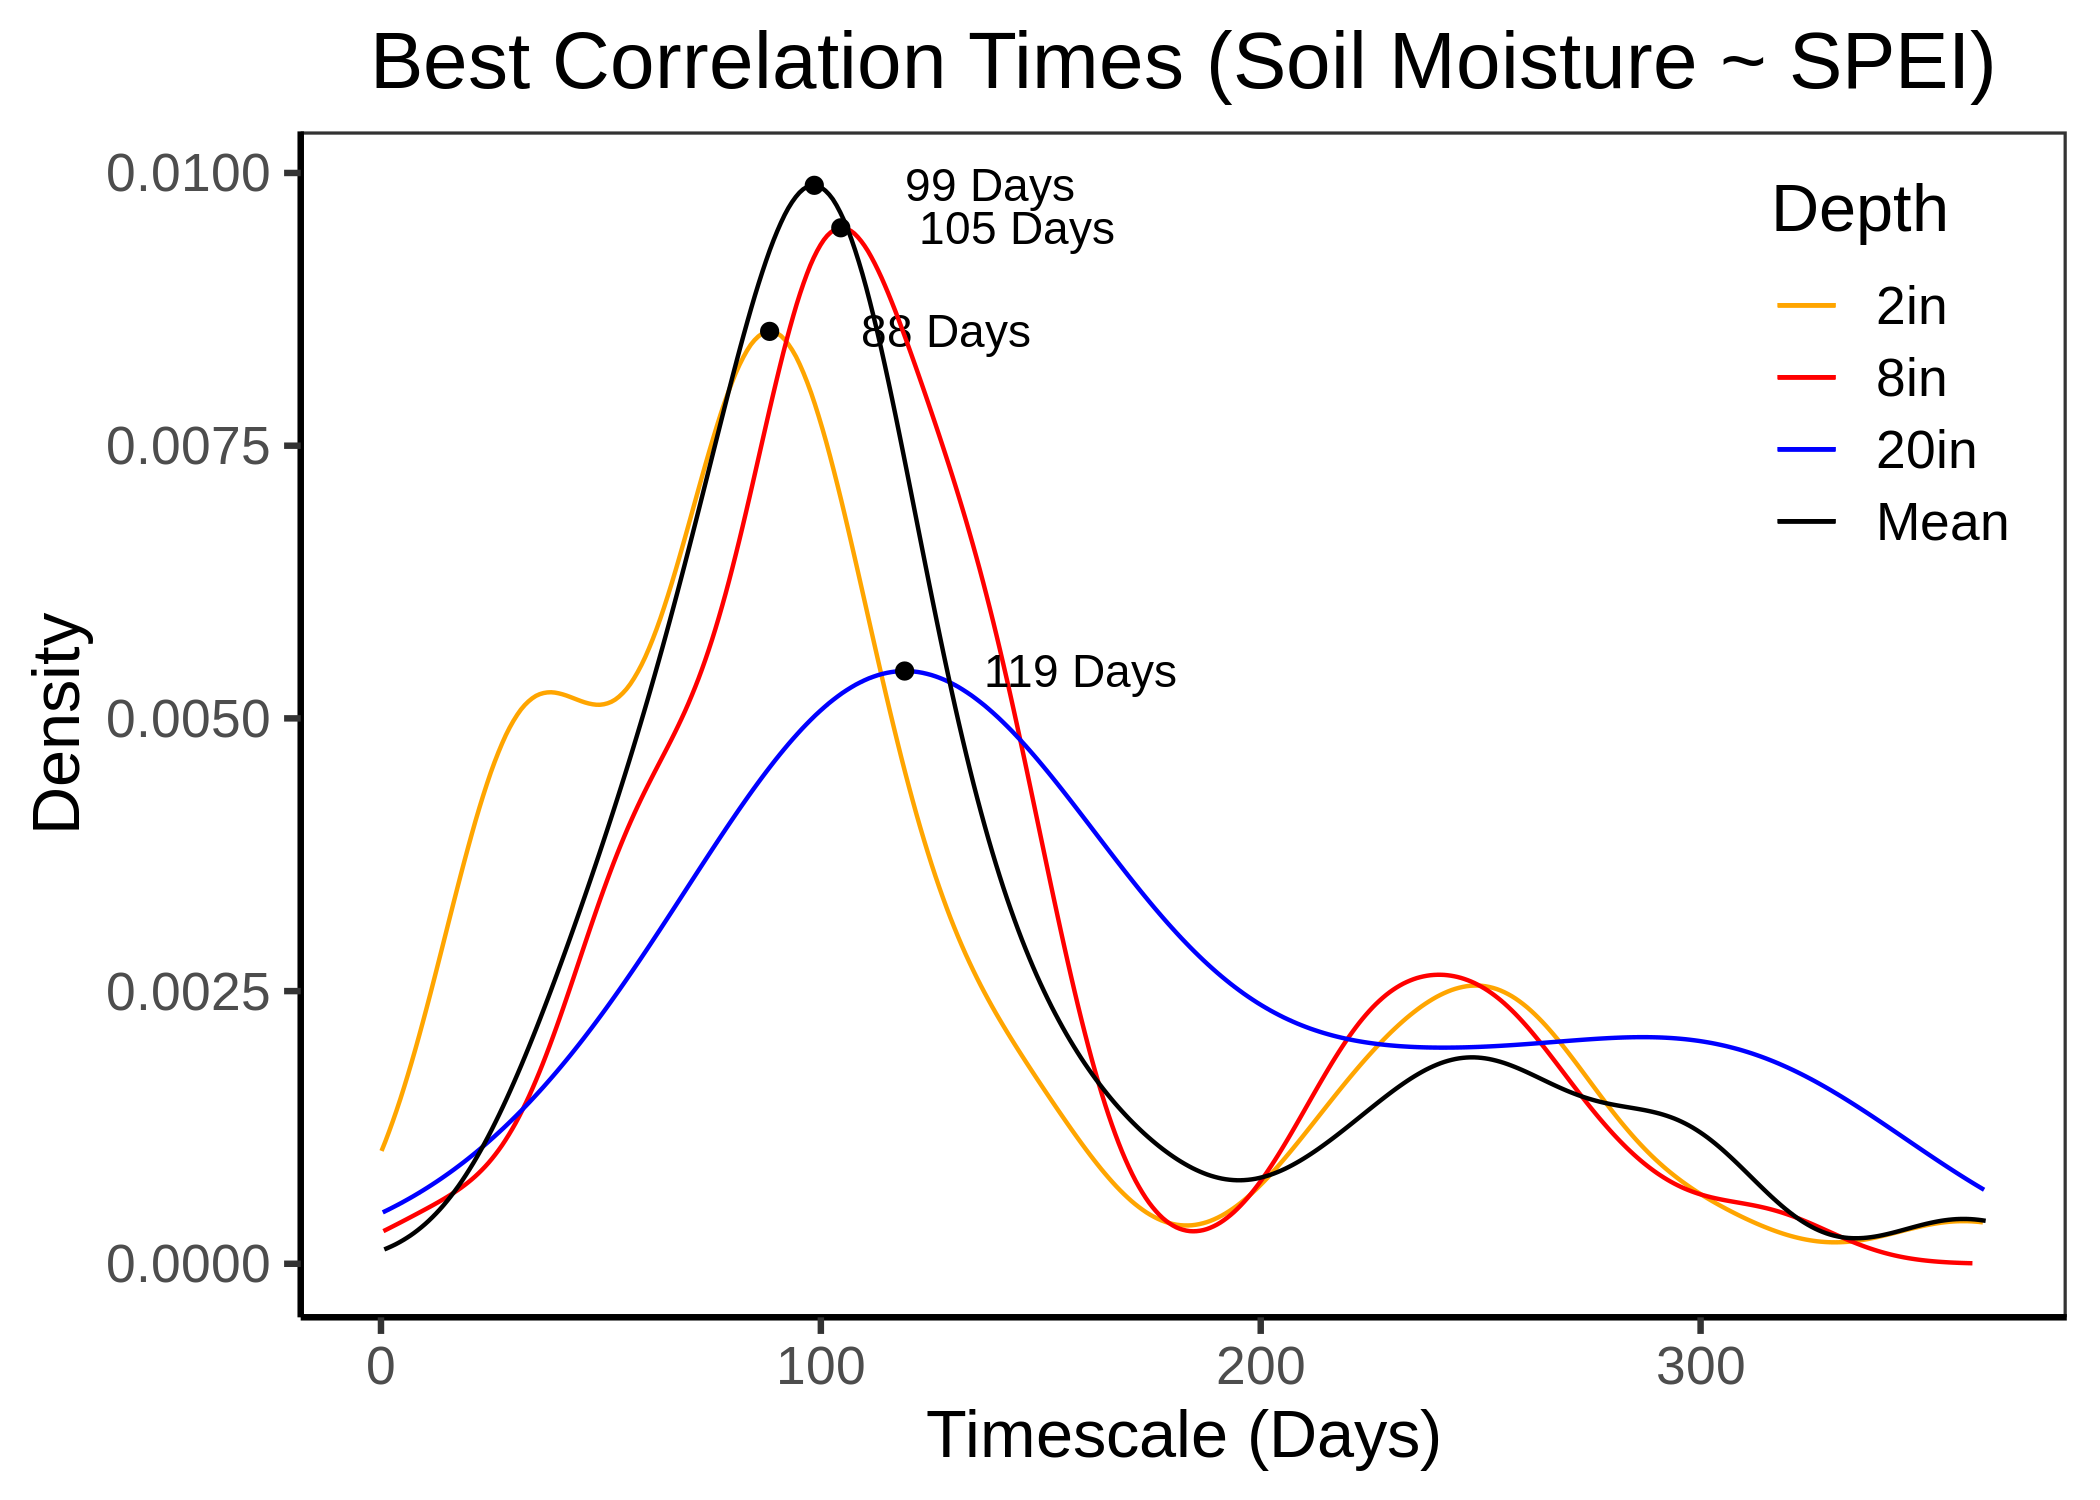 Best Correlation Times (Soil Moisture ~ SPEI)
Density
0.0100
0.0075
0.0050
0.0025
0.0000
99 Days
105 Days
88 Days
119 Days
Depth
2in
8in
20in
Mean
0
100
200
300
Timescale (Days)